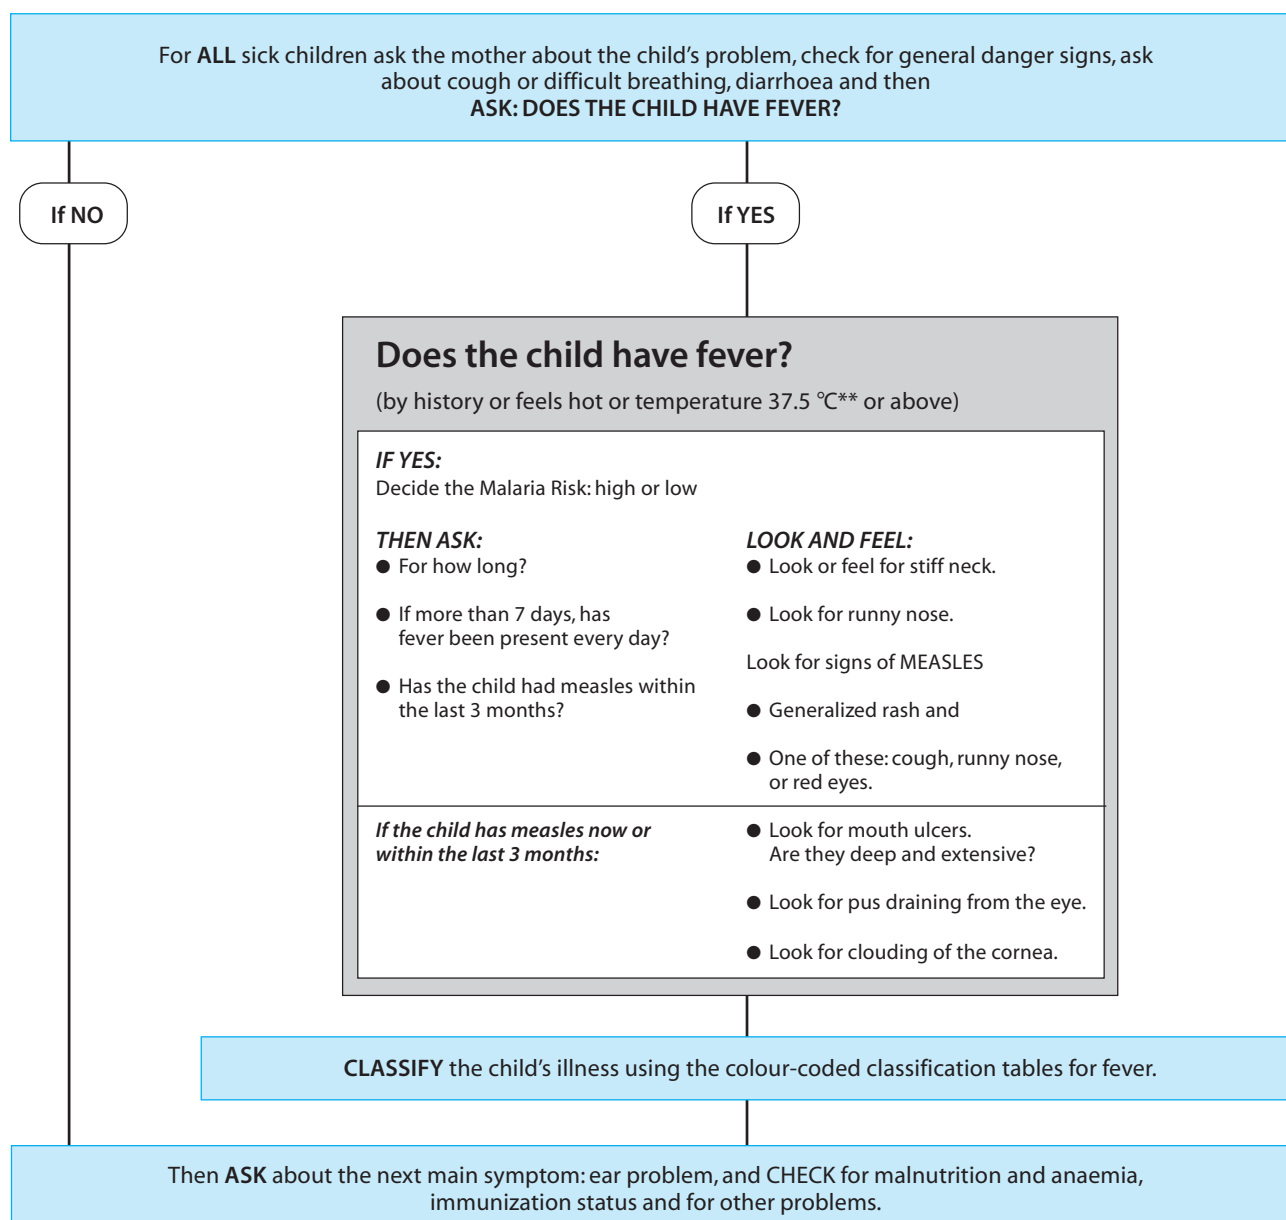 For ALL sick children ask the mother about the child’s problem, check for general danger signs, ask
about cough or difficult breathing, diarrhoea and then
ASK: DOES THE CHILD HAVE FEVER?
If NO
If YES
Does the child have fever?
(by history or feels hot or temperature 37.5 °C** or above)
IF YES:
Decide the Malaria Risk: high or low
THEN ASK:
● For how long?
● If more than 7 days, has
fever been present every day?
● Has the child had measles within
the last 3 months?
LOOK AND FEEL:
● Look or feel for stiff neck.
● Look for runny nose.
Look for signs of MEASLES
● Generalized rash and
● One of these: cough, runny nose,
or red eyes.
If the child has measles now or
within the last 3 months:
● Look for mouth ulcers.
Are they deep and extensive?
● Look for pus draining from the eye.
● Look for clouding of the cornea.
CLASSIFY the child’s illness using the colour-coded classification tables for fever.
Then ASK about the next main symptom: ear problem, and CHECK for malnutrition and anaemia,
immunization status and for other problems.